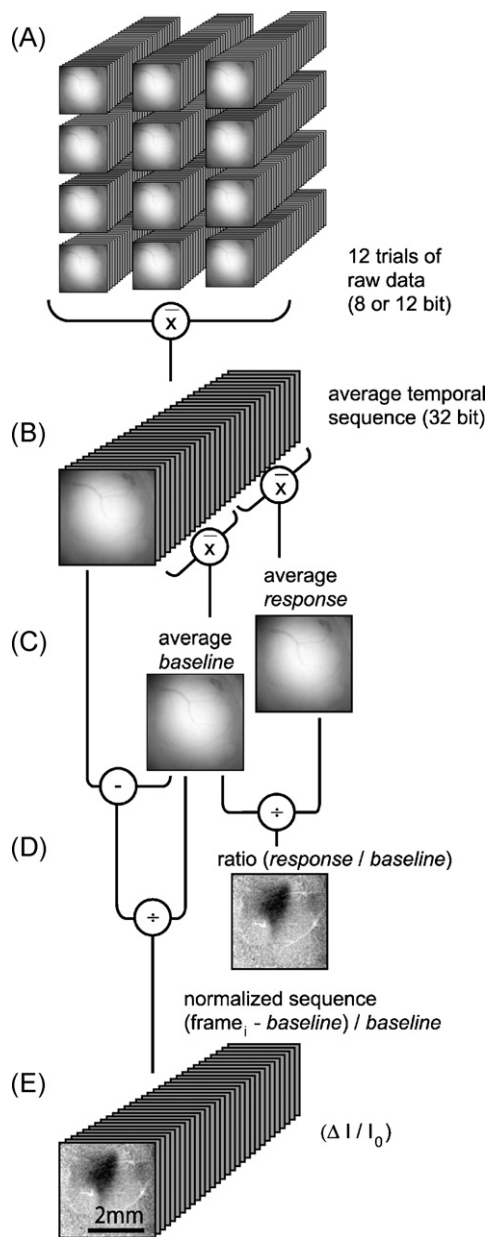 (A)
12 trials of
raw data
(8 or 12 bit)
x̄
(B)
average temporal
sequence (32 bit)
x̄
x̄
average
response
(C)
average
baseline
-
÷
(D)
ratio (response / baseline)
÷
normalized sequence
(frameᵢ - baseline) / baseline
(E)
(Δ I / I₀)
2mm